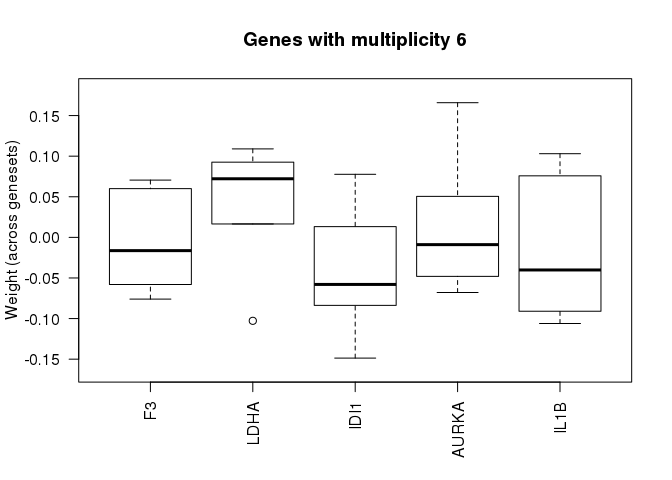 Genes with multiplicity 6
Weight (across genesets)
0.15
0.10
0.05
0.00
-0.05
-0.10
-0.15
F3
LDHA
IDI1
AURKA
IL1B